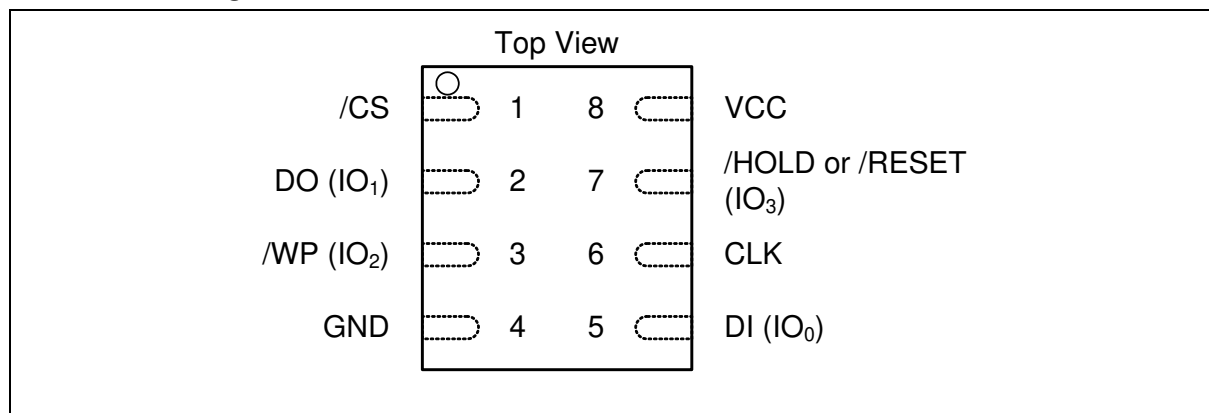 Top View
/CS 1 8 VCC
DO (IO₁) 2 7 /HOLD or /RESET
(IO₃)
/WP (IO₂) 3 6 CLK
GND 4 5 DI (IO₀)